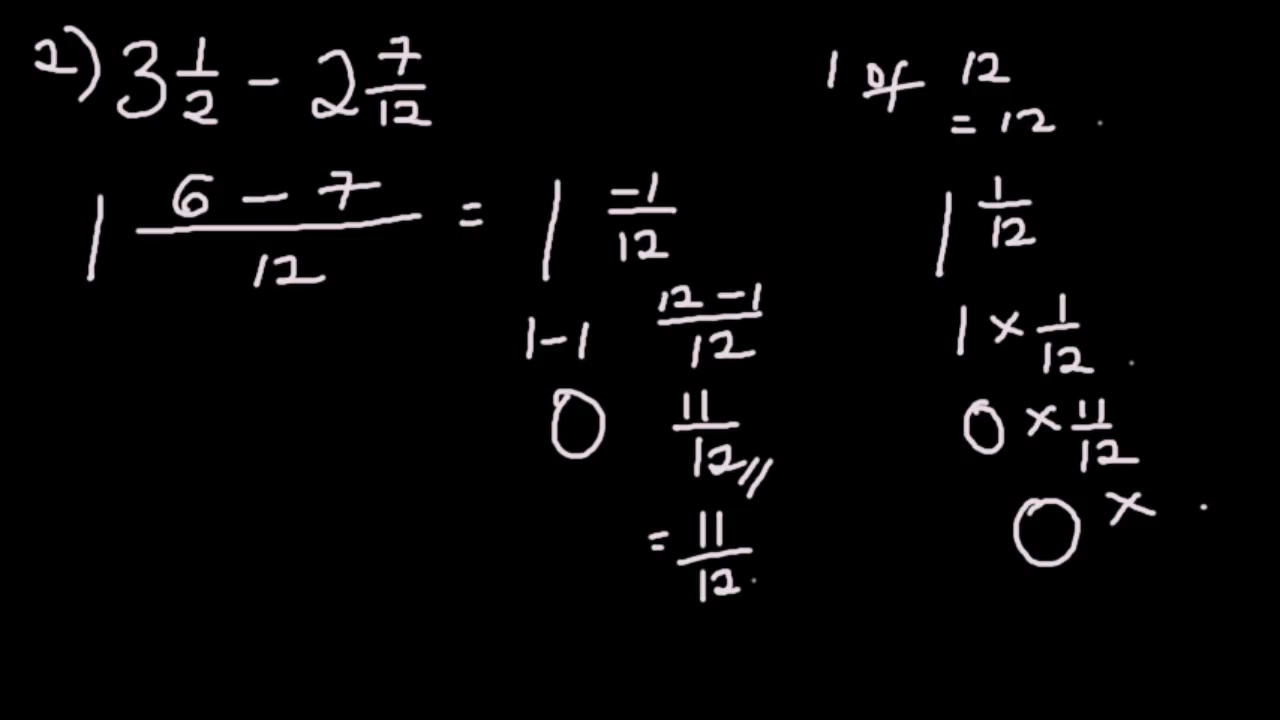 2) 3 1/2 - 2 7/12
1 (6 - 7)/12 = 1 -1/12
1-1 (12 -1)/12
0 11/12 //
= 11/12
1 of 12
= 12
1 1/12
1 × 1/12
0 × 11/12
0 ×